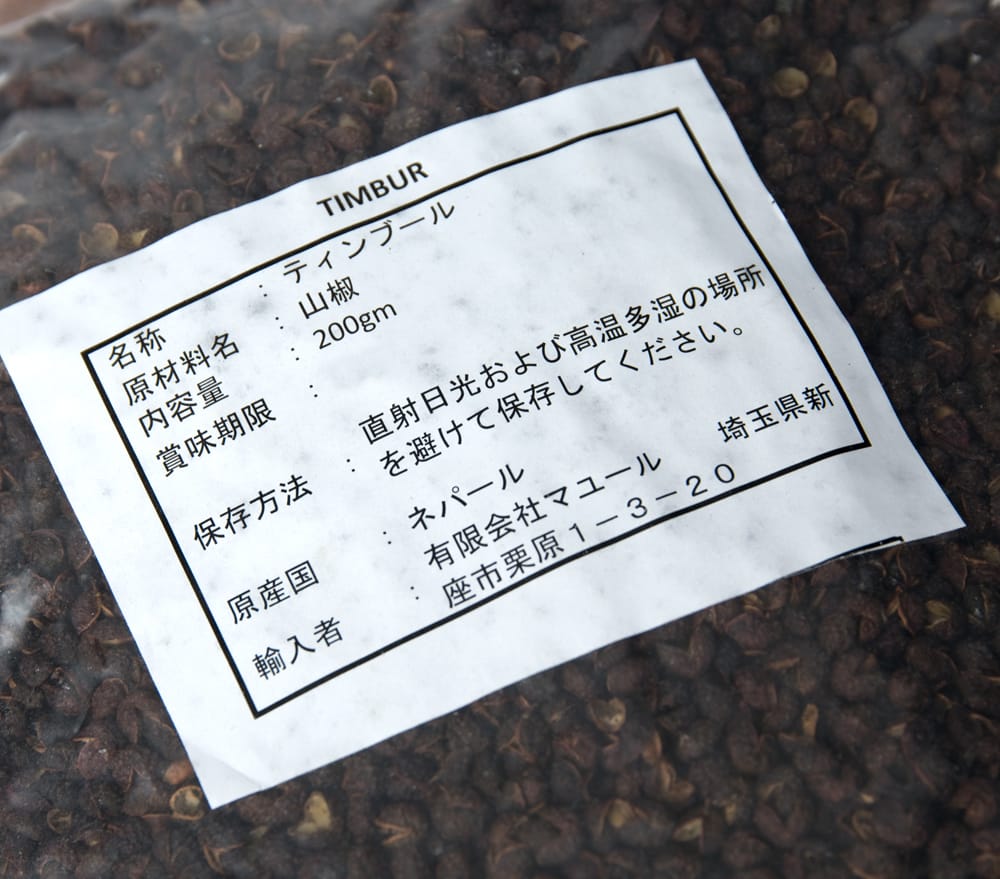 TIMBUR
名称 : ティンブール
原材料名 : 山椒
内容量 : 200gm
賞味期限 :
保存方法 : 直射日光および高温多湿の場所
を避けて保存してください。
原産国 : ネパール
輸入者 : 有限会社マユール 埼玉県新
座市栗原1－3－20